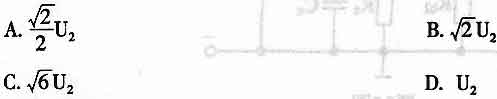 A. √2/2 U₂ B. √2 U₂
C. √6 U₂ D. U₂